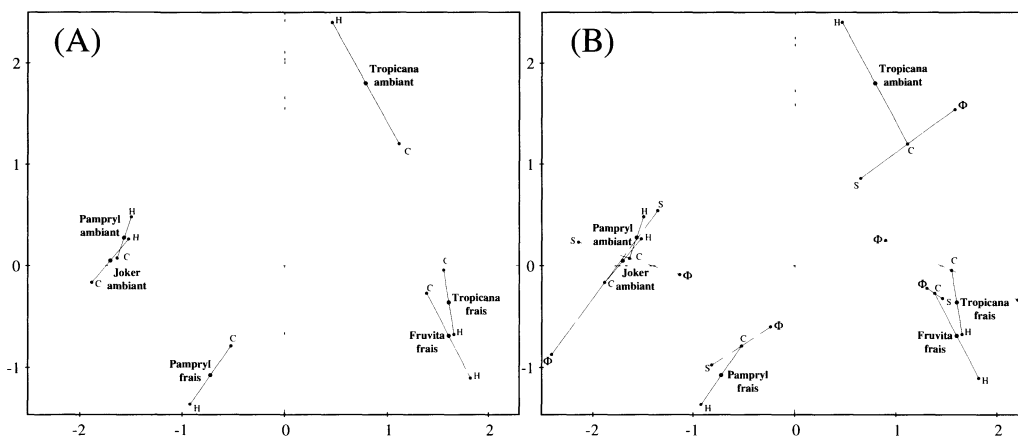 (A)
H
Tropicana
ambiant
C
H
Pampryl
ambiant
H
C
Joker
ambiant
C
C
C
Tropicana
frais
Fruvita
frais
H
H
C
Pampryl
frais
H
2
1
0
-1
-2
-1
0
1
2
(B)
H
Tropicana
ambiant
Φ
C
S
H
S
Pampryl
ambiant
S
H
C
Joker
ambiant
C
Φ
Φ
Φ
C
Φ
C
S
Tropicana
frais
Fruvita
frais
H
H
Φ
C
S
Pampryl
frais
H
2
1
0
-1
-2
-1
0
1
2